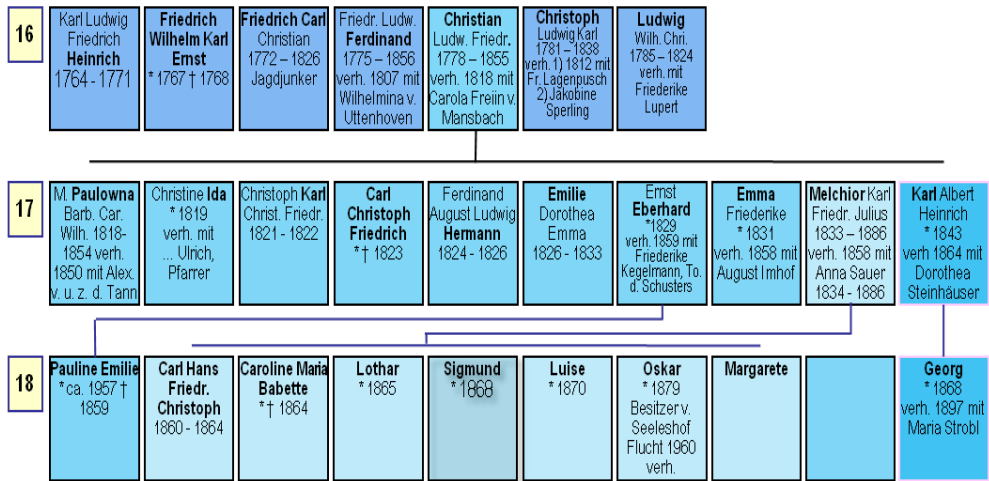 16
Karl Ludwig
Friedrich
Heinrich
1764 - 1771
Friedrich
Wilhelm Karl
Ernst
* 1767 † 1768
Friedrich Carl
Christian
1772 – 1826
Jagdjunker
Friedr. Ludw.
Ferdinand
1775 – 1856
verh. 1807 mit
Wilhelmina v.
Uttenhoven
Christian
Ludw. Friedr.
1778 – 1855
verh. 1818 mit
Carola Freiin v.
Mansbach
Christoph
Ludwig Karl
1781 – 1838
verh. 1) 1812 mit
Fr. Lagenpusch
2) Jakobine
Sperling
Ludwig
Wilh. Chri.
1785 – 1824
verh. mit
Friederike
Lupert
17
M. Paulowna
Barb. Car.
Wilh. 1818-
1854 verh.
1850 mit Alex.
v. u. z. d. Tann
Christine Ida
* 1819
verh. mit
... Ulrich,
Pfarrer
Christoph Karl
Christ. Friedr.
1821 - 1822
Carl
Christoph
Friedrich
* † 1823
Ferdinand
August Ludwig
Hermann
1824 - 1826
Emilie
Dorothea
Emma
1826 - 1833
Ernst
Eberhard
*1829
verh. 1859 mit
Friederike
Kegelmann, To.
d. Schusters
Emma
Friederike
* 1831
verh. 1858 mit
August Imhof
Melchior Karl
Friedr. Julius
1833 – 1886
verh. 1858 mit
Anna Sauer
1834 - 1886
Karl Albert
Heinrich
* 1843
verh 1864 mit
Dorothea
Steinhäuser
18
Pauline Emilie
* ca. 1957 †
1859
Carl Hans
Friedr.
Christoph
1860 - 1864
Caroline Maria
Babette
* † 1864
Lothar
* 1865
Sigmund
* 1868
Luise
* 1870
Oskar
* 1879
Besitzer v.
Seeleshof
Flucht 1960
verh.
Margarete
Georg
* 1868
verh. 1897 mit
Maria Strobl